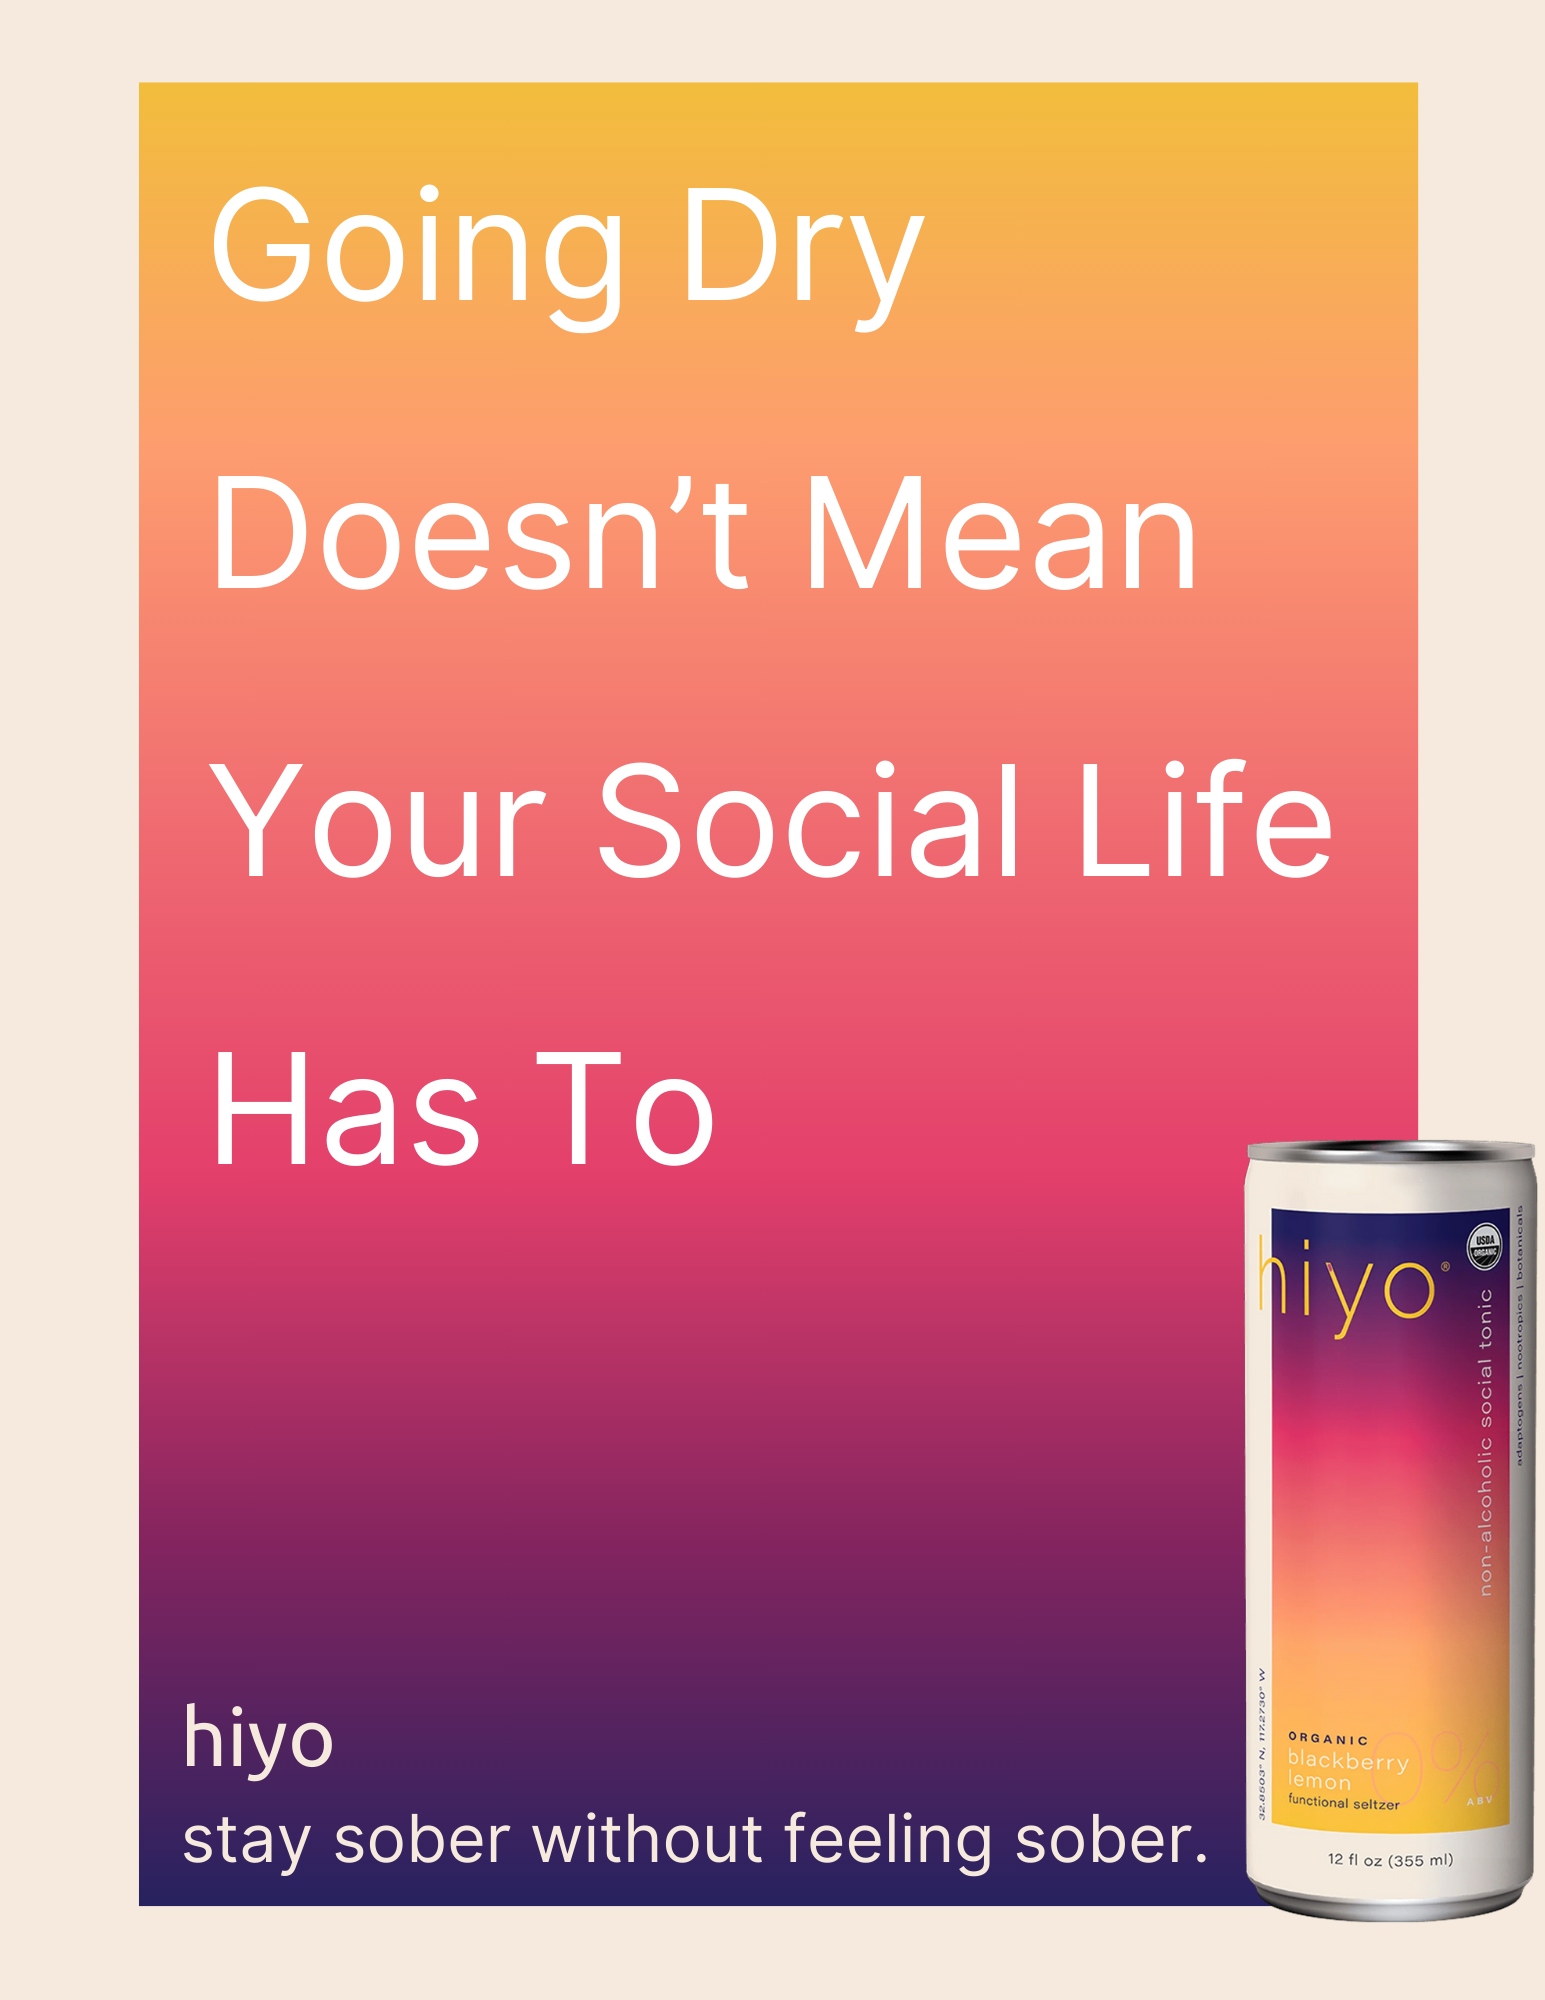 Going Dry
Doesn’t Mean
Your Social Life
Has To
hiyo
stay sober without feeling sober.
hiyo®
USDA
ORGANIC
non-alcoholic social tonic
adaptogens | nootropics | botanicals
32.8503° N, 117.2730° W
ORGANIC
blackberry
lemon
functional seltzer
0%
ABV
12 fl oz (355 ml)